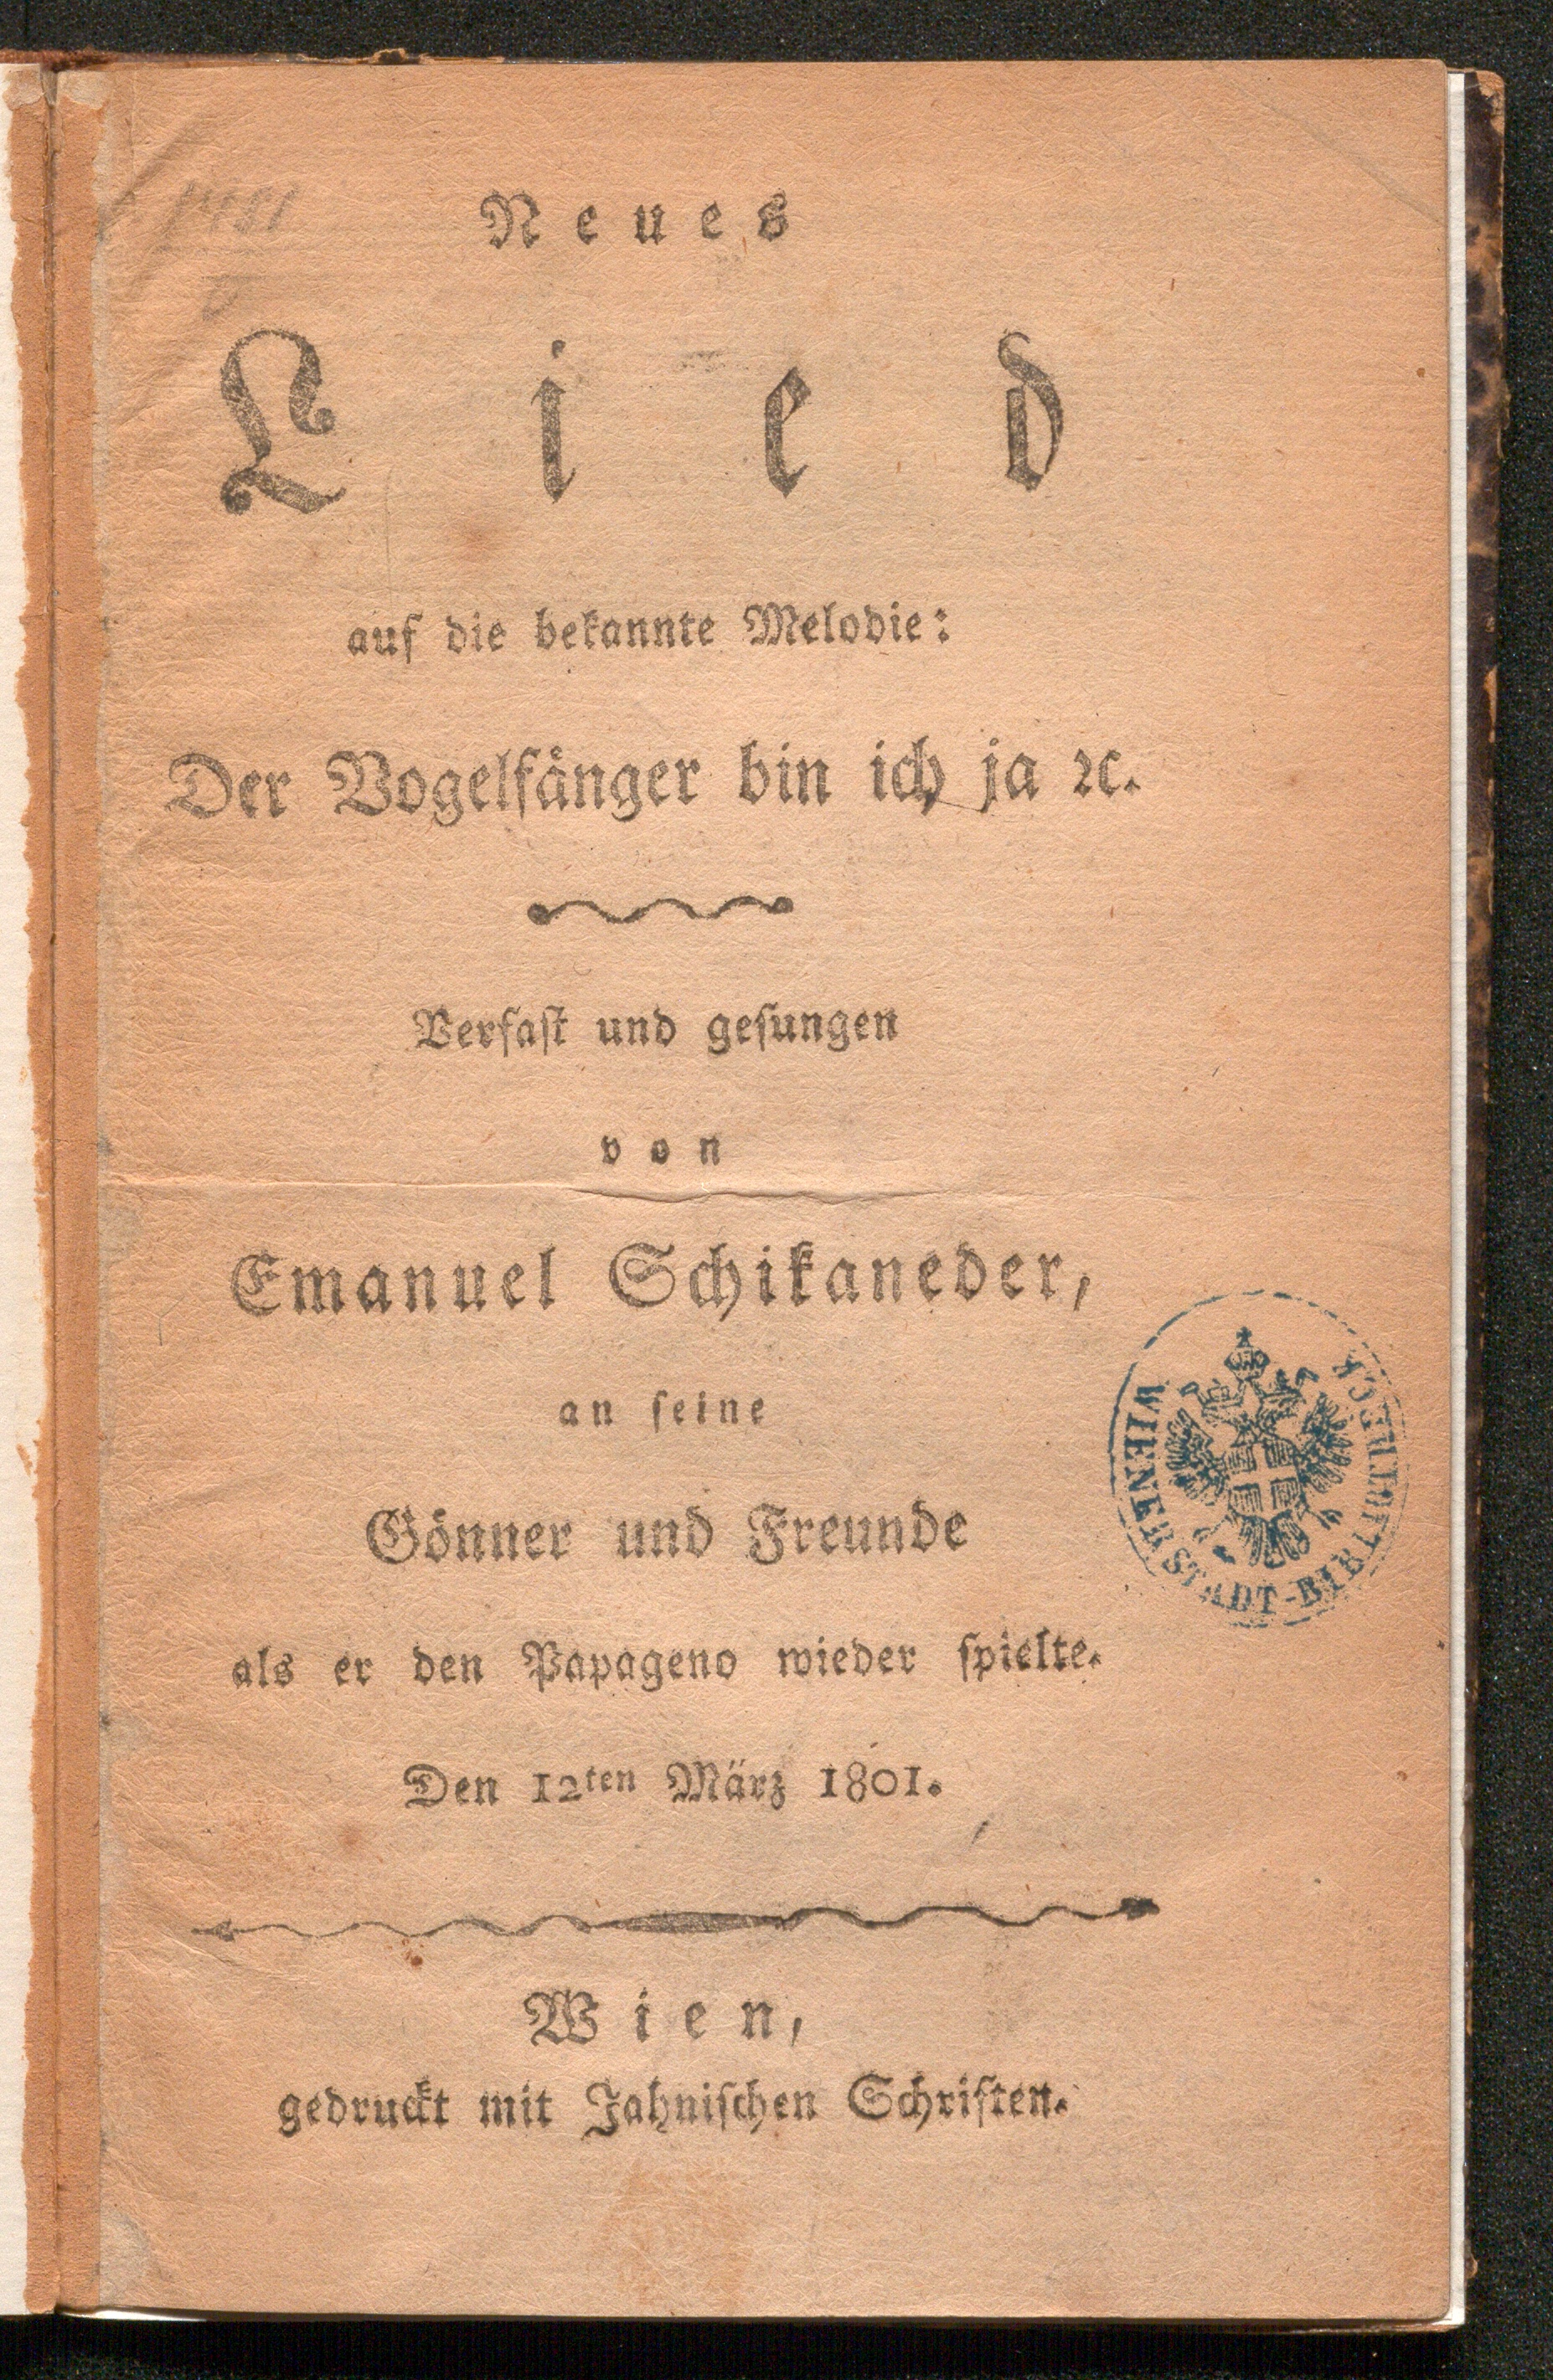 Neues
Lied
auf die bekannte Melodie:
Der Vogelfänger bin ich ja ꝛc.
Verfaſt und geſungen
von
Emanuel Schikaneder,
an ſeine
Gönner und Freunde
als er den Papageno wieder ſpielte.
Den 12ten März 1801.
Wien,
gedruckt mit Jahniſchen Schriften.
WIENER STADT-BIBLIOTHECK